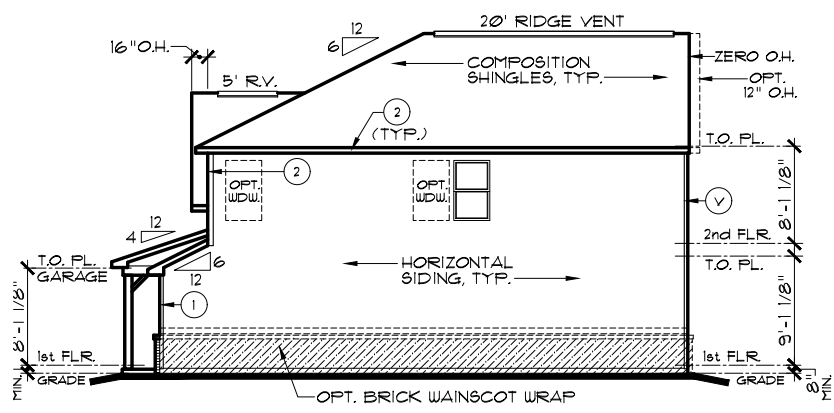 20' RIDGE VENT
12
6
16" O.H.
COMPOSITION
SHINGLES, TYP.
ZERO O.H.
OPT.
12" O.H.
5' R.V.
2
(TYP.)
T.O. PL.
OPT.
WDW.
2
OPT.
WDW.
V
8'-1 1/8"
12
4
2nd FLR.
T.O. PL.
T.O. PL.
GARAGE
6
12
HORIZONTAL
SIDING, TYP.
8'-1 1/8"
1
9'-1 1/8"
1st FLR.
1st FLR.
GRADE
GRADE
MIN.
8"
MIN.
OPT. BRICK WAINSCOT WRAP